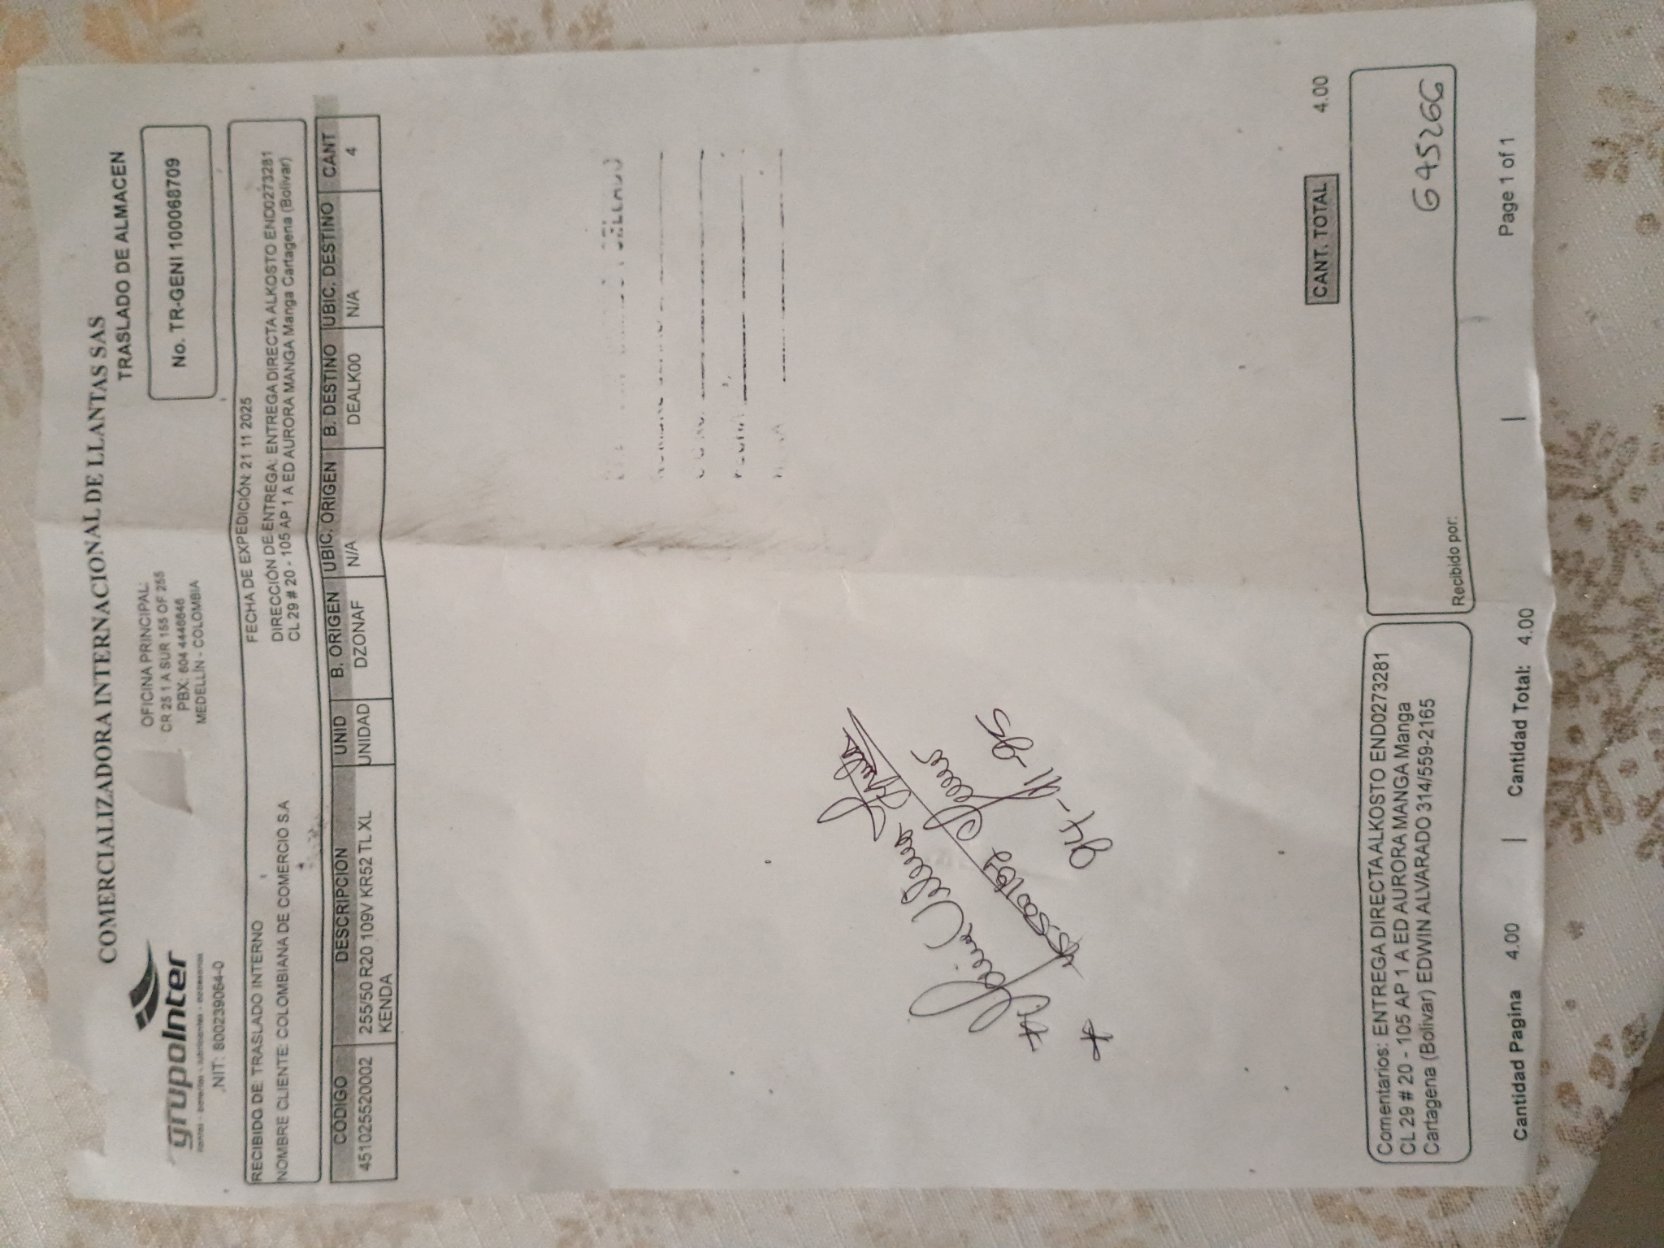 COMERCIALIZADORA INTERNACIONAL DE LLANTAS SAS
grupoInter
NIT: 800239064-0
OFICINA PRINCIPAL:
CR 25 1 A SUR 155 OF 255
PBX: 604 4446846
MEDELLIN - COLOMBIA
TRASLADO DE ALMACEN
No. TR-GENI 100068709
RECIBIDO DE: TRASLADO INTERNO
NOMBRE CLIENTE: COLOMBIANA DE COMERCIO S.A
FECHA DE EXPEDICIÓN: 21 11 2025
DIRECCIÓN DE ENTREGA: ENTREGA DIRECTA ALKOSTO END0273281
CL 29 # 20 - 105 AP 1 A ED AURORA MANGA Manga Cartagena (Bolivar)
CODIGO DESCRIPCION UNID B. ORIGEN UBIC. ORIGEN B. DESTINO UBIC. DESTINO CANT
451025520002 255/50 R20 109V KR52 TL XL UNIDAD DZONAF N/A DEALK00 N/A 4
KENDA
CANT. TOTAL 4.00
Comentarios: ENTREGA DIRECTA ALKOSTO END0273281
CL 29 # 20 - 105 AP 1 A ED AURORA MANGA Manga
Cartagena (Bolivar) EDWIN ALVARADO 314/559-2165
G45266
Recibido por:
Cantidad Pagina 4.00 | Cantidad Total: 4.00 | Page 1 of 1